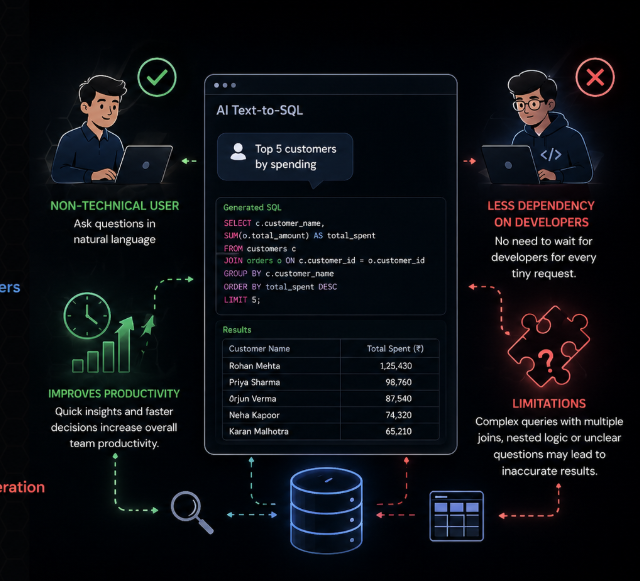 AI Text-to-SQL
Top 5 customers
by spending
NON-TECHNICAL USER
Ask questions in
natural language
LESS DEPENDENCY
ON DEVELOPERS
No need to wait for
developers for every
tiny request.
</>
Generated SQL
SELECT c.customer_name,
SUM(o.total_amount) AS total_spent
FROM customers c
JOIN orders o ON c.customer_id = o.customer_id
GROUP BY c.customer_name
ORDER BY total_spent DESC
LIMIT 5;
ers
Results
Customer Name Total Spent (₹)
Rohan Mehta 1,25,430
Priya Sharma 98,760
Verma 87,540
Neha Kapoor 74,320
Karan Malhotra 65,210
IMPROVES PRODUCTIVITY
Quick insights and faster
decisions increase overall
team productivity.
?
LIMITATIONS
Complex queries with multiple
joins, nested logic or unclear
questions may lead to
inaccurate results.
eration